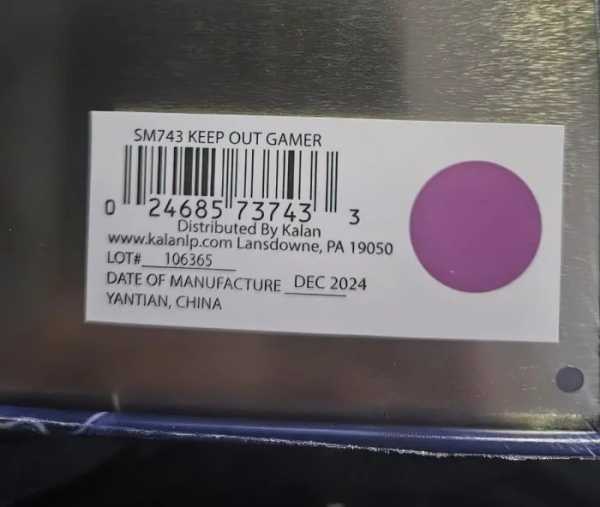 SM743 KEEP OUT GAMER
0 24685 73743 3
Distributed By Kalan
www.kalanlp.com Lansdowne, PA 19050
LOT# 106365
DATE OF MANUFACTURE DEC 2024
YANTIAN, CHINA